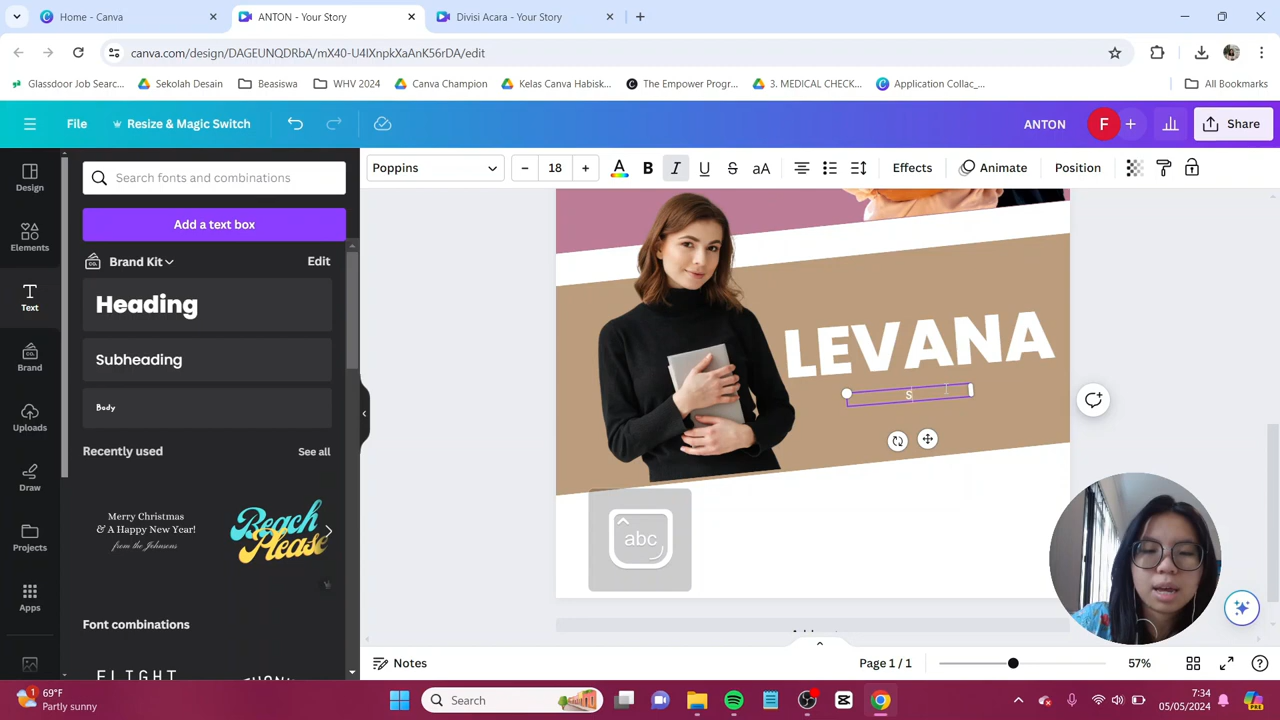 Home - Canva
ANTON - Your Story
Divisi Acara - Your Story
canva.com/design/DAGEUNQDRbA/mX40-U4IXnpkXaAnK56rDA/edit
Glassdoor Job Searc...
Sekolah Desain
Beasiswa
WHV 2024
Canva Champion
Kelas Canva Habisk...
The Empower Progr...
3. MEDICAL CHECK...
Application Collac_...
All Bookmarks
File
Resize & Magic Switch
ANTON
F
Share
Design
Elements
Text
Brand
Uploads
Draw
Projects
Apps
Search fonts and combinations
Add a text box
Brand Kit
Edit
Heading
Subheading
Body
Recently used
See all
Merry Christmas
& A Happy New Year!
from the Johnsons
Beach
Please
Font combinations
FLIGHT
Poppins
18
B I U S aA
Effects
Animate
Position
LEVANA
S
abc
Notes
Page 1 / 1
57%
1
69°F
Partly sunny
Search
7:34
05/05/2024